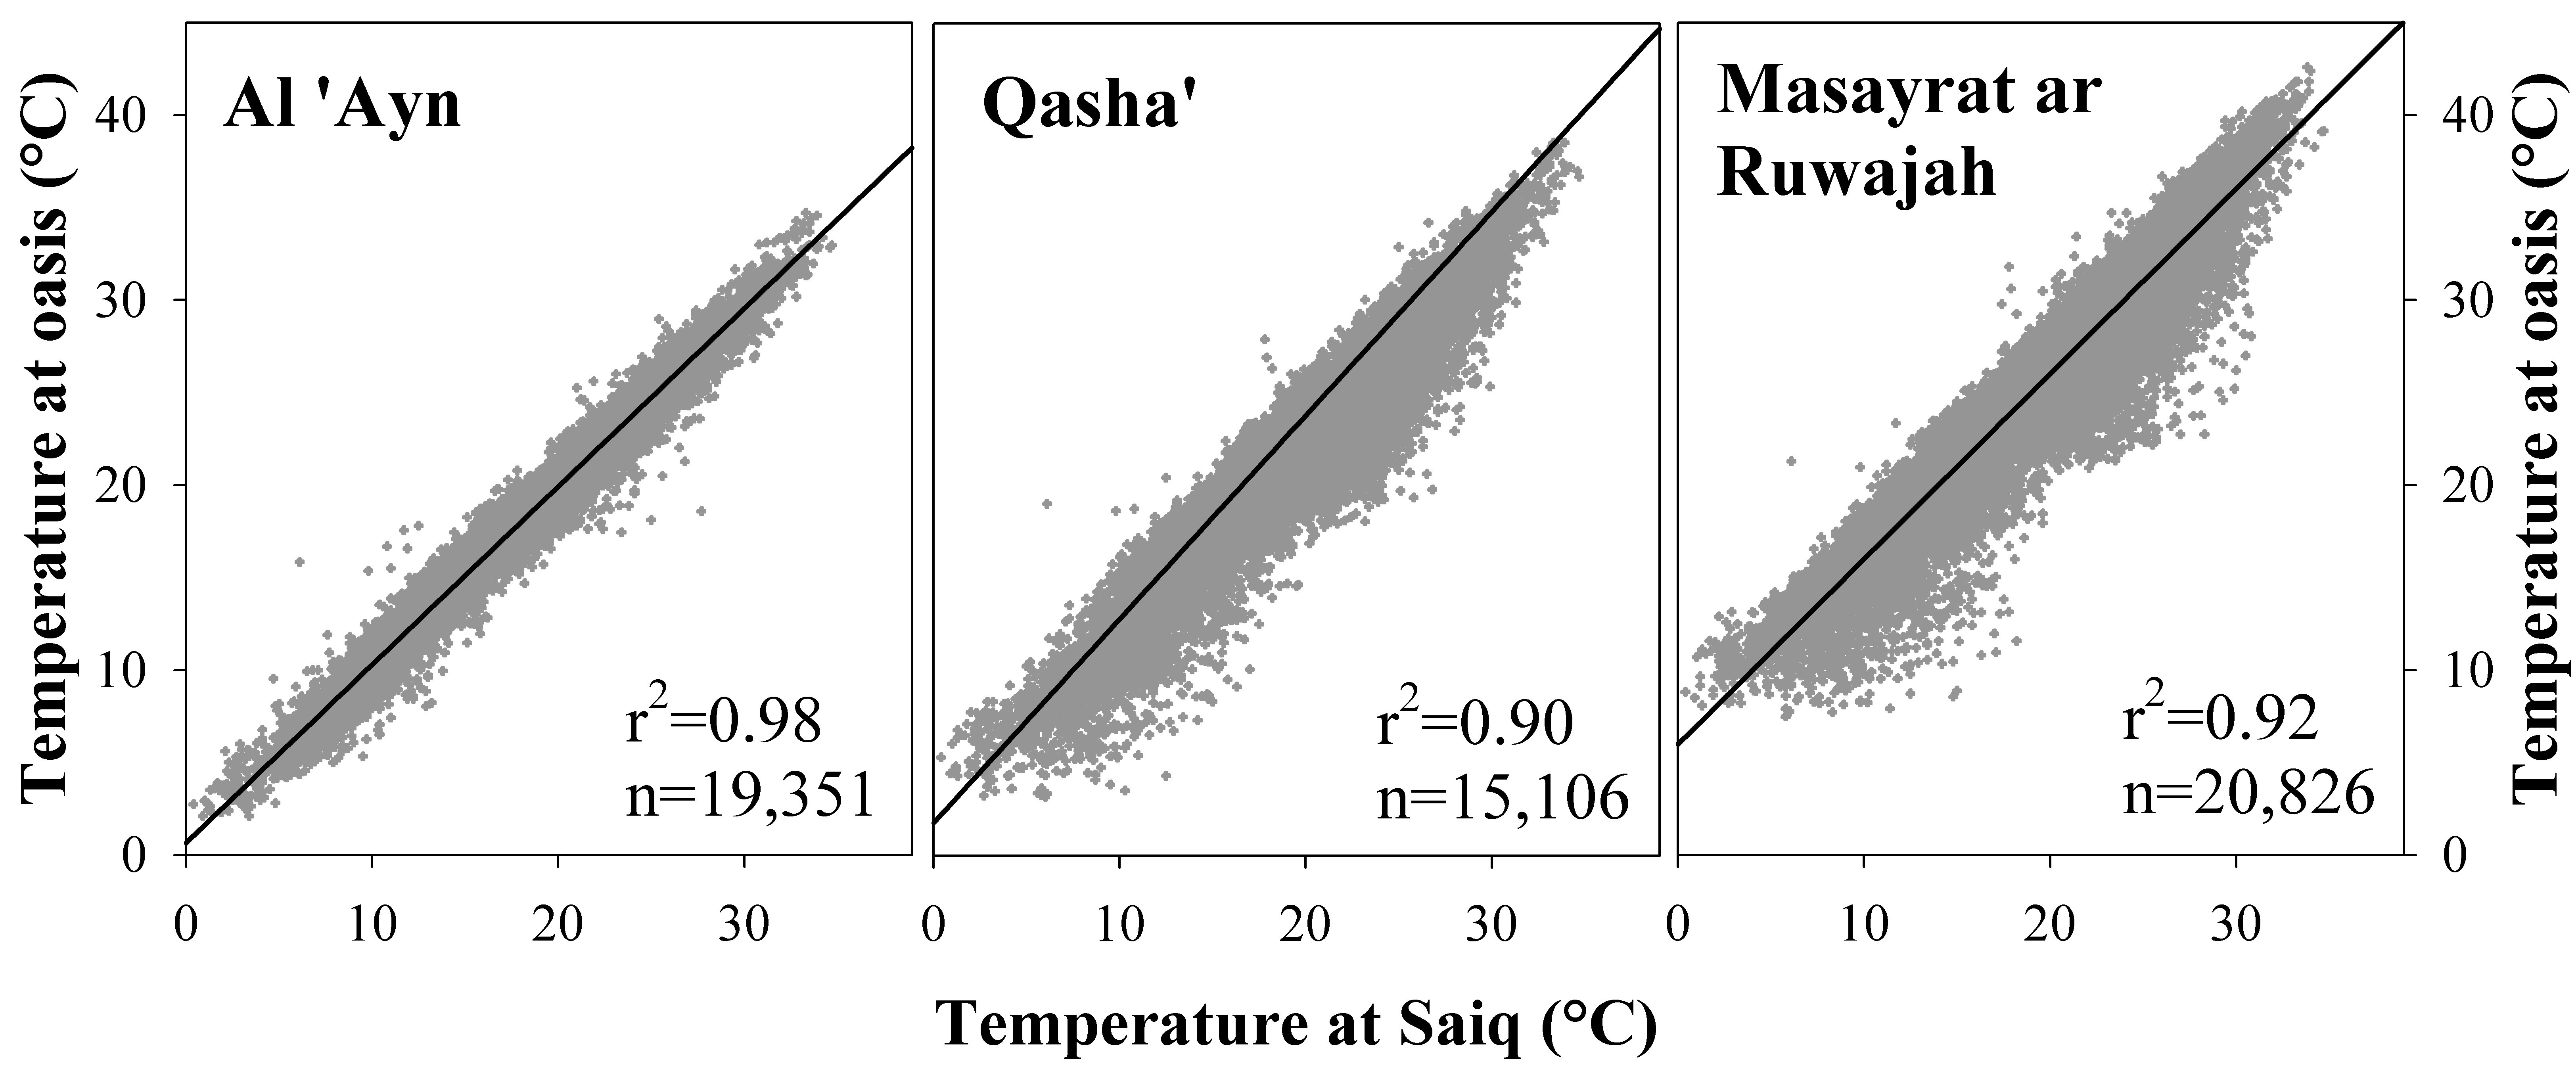 Temperature at oasis (°C)
40
30
20
10
0
Al 'Ayn
r²=0.98
n=19,351
0 10 20 30
Qasha'
r²=0.90
n=15,106
0 10 20 30
Masayrat ar
Ruwajah
r²=0.92
n=20,826
0 10 20 30
40
30
20
10
0
Temperature at oasis (°C)
Temperature at Saiq (°C)